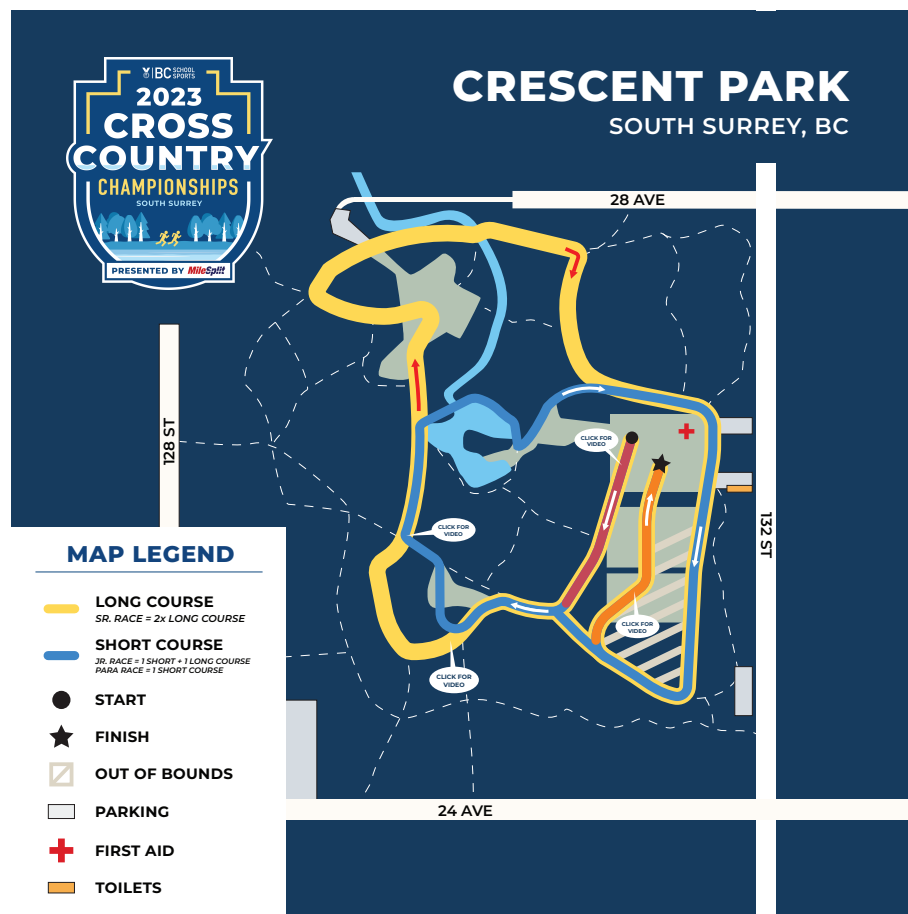 BC SCHOOL
SPORTS
2023
CROSS
COUNTRY
CHAMPIONSHIPS
SOUTH SURREY
PRESENTED BY MileSplit
CRESCENT PARK
SOUTH SURREY, BC
28 AVE
128 ST
CLICK FOR
VIDEO
CLICK FOR
VIDEO
132 ST
CLICK FOR
VIDEO
CLICK FOR
VIDEO
24 AVE
MAP LEGEND
LONG COURSE
SR. RACE = 2x LONG COURSE
SHORT COURSE
JR. RACE = 1 SHORT + 1 LONG COURSE
PARA RACE = 1 SHORT COURSE
START
FINISH
OUT OF BOUNDS
PARKING
FIRST AID
TOILETS